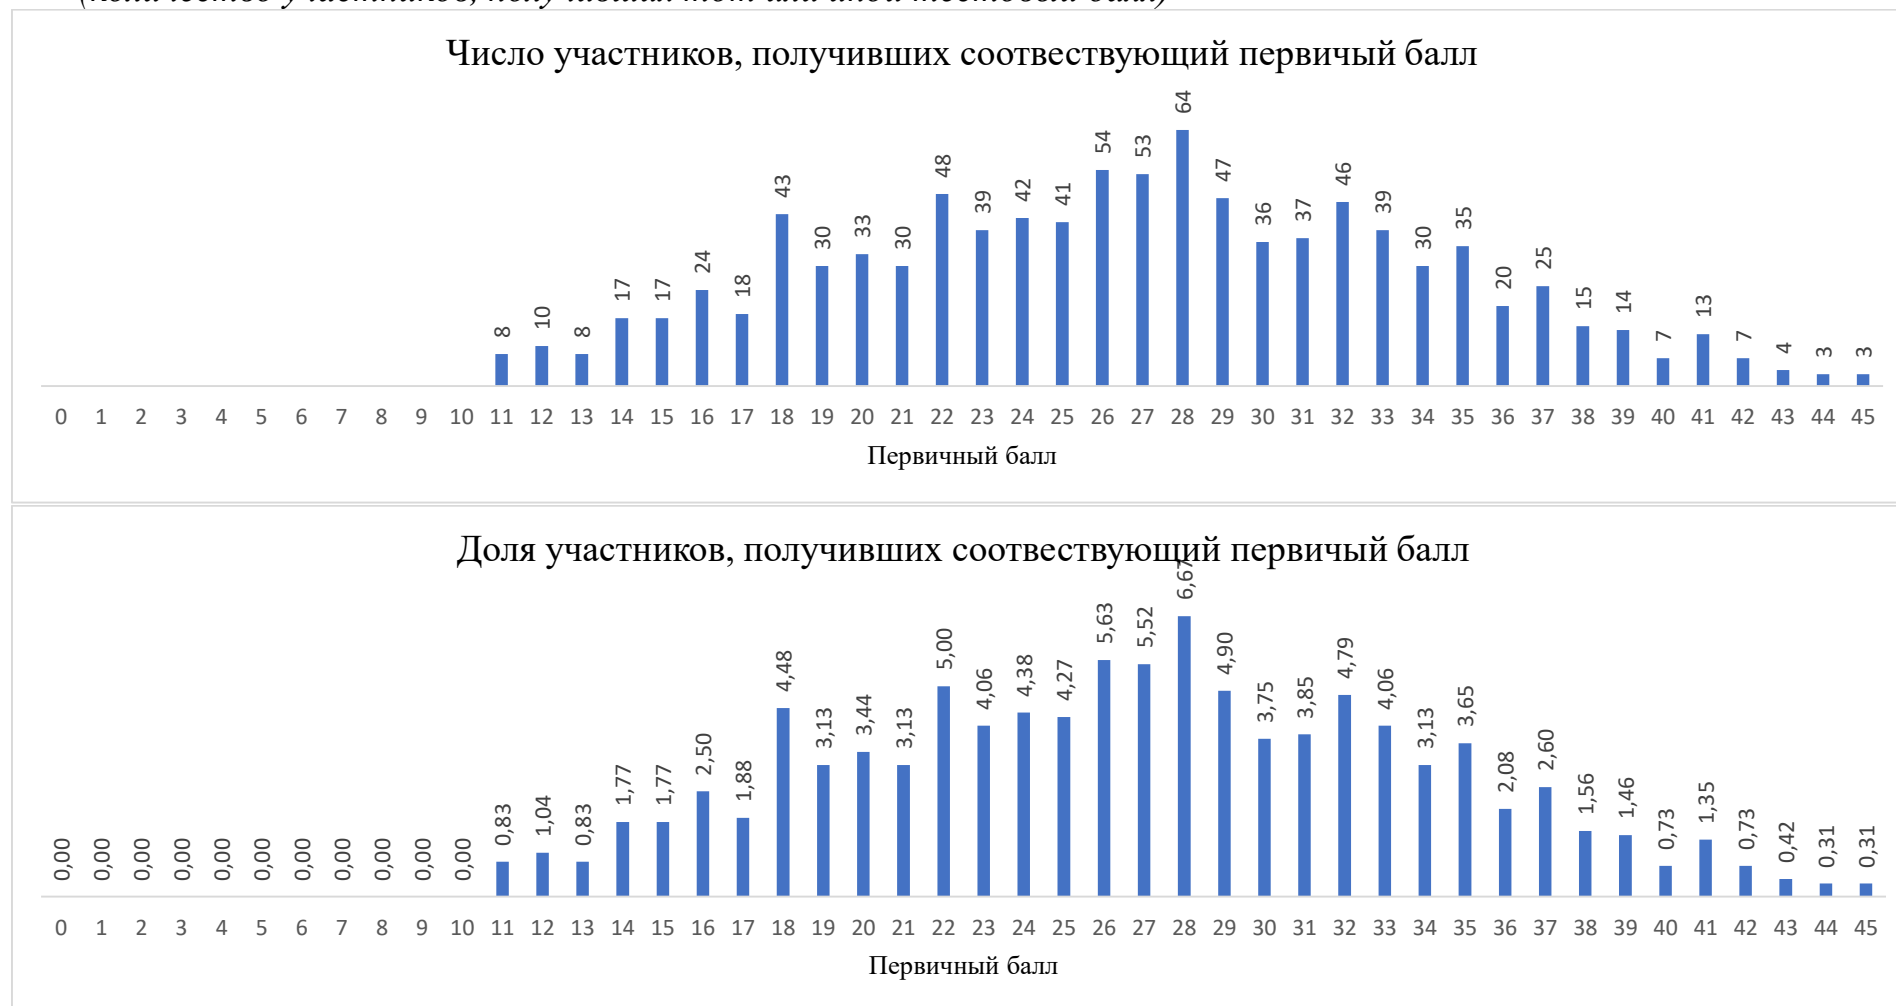 (количество участников, получивших тот или иной тестовый балл)
Число участников, получивших соотвествующий первичый балл
8 10 8 17 17 24 18 43 30 33 30 48 39 42 41 54 53 64 47 36 37 46 39 30 35 20 25 15 14 7 13 7 4 3 3
0 1 2 3 4 5 6 7 8 9 10 11 12 13 14 15 16 17 18 19 20 21 22 23 24 25 26 27 28 29 30 31 32 33 34 35 36 37 38 39 40 41 42 43 44 45
Первичный балл
Доля участников, получивших соотвествующий первичый балл
0,00 0,00 0,00 0,00 0,00 0,00 0,00 0,00 0,00 0,00 0,00 0,83 1,04 0,83 1,77 1,77 2,50 1,88 4,48 3,13 3,44 3,13 5,00 4,06 4,38 4,27 5,63 5,52 6,67 4,90 3,75 3,85 4,79 4,06 3,13 3,65 2,08 2,60 1,56 1,46 0,73 1,35 0,73 0,42 0,31 0,31
0 1 2 3 4 5 6 7 8 9 10 11 12 13 14 15 16 17 18 19 20 21 22 23 24 25 26 27 28 29 30 31 32 33 34 35 36 37 38 39 40 41 42 43 44 45
Первичный балл